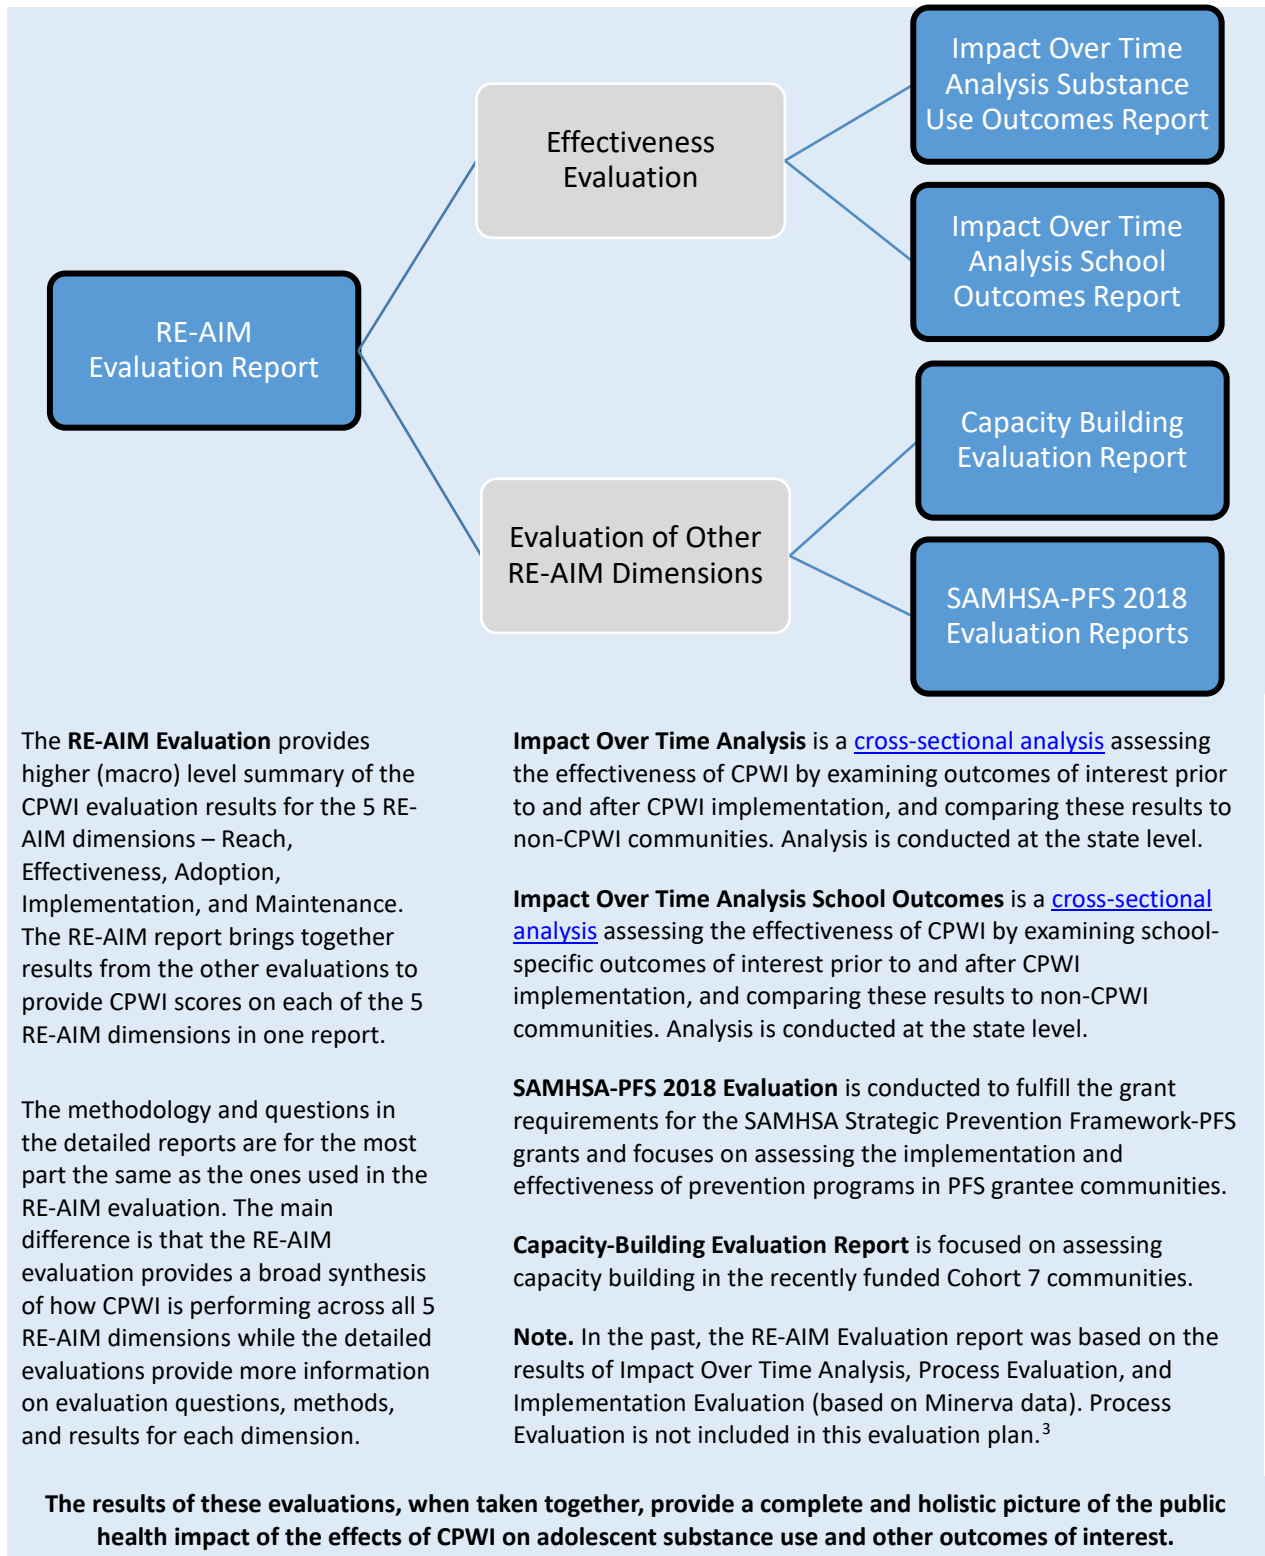 Impact Over Time
Analysis Substance
Use Outcomes Report
Effectiveness
Evaluation
Impact Over Time
Analysis School
Outcomes Report
RE-AIM
Evaluation Report
Capacity Building
Evaluation Report
Evaluation of Other
RE-AIM Dimensions
SAMHSA-PFS 2018
Evaluation Reports
The RE-AIM Evaluation provides
higher (macro) level summary of the
CPWI evaluation results for the 5 RE-
AIM dimensions – Reach,
Effectiveness, Adoption,
Implementation, and Maintenance.
The RE-AIM report brings together
results from the other evaluations to
provide CPWI scores on each of the 5
RE-AIM dimensions in one report.
The methodology and questions in
the detailed reports are for the most
part the same as the ones used in the
RE-AIM evaluation. The main
difference is that the RE-AIM
evaluation provides a broad synthesis
of how CPWI is performing across all 5
RE-AIM dimensions while the detailed
evaluations provide more information
on evaluation questions, methods,
and results for each dimension.
Impact Over Time Analysis is a cross-sectional analysis assessing
the effectiveness of CPWI by examining outcomes of interest prior
to and after CPWI implementation, and comparing these results to
non-CPWI communities. Analysis is conducted at the state level.
Impact Over Time Analysis School Outcomes is a cross-sectional
analysis assessing the effectiveness of CPWI by examining school-
specific outcomes of interest prior to and after CPWI
implementation, and comparing these results to non-CPWI
communities. Analysis is conducted at the state level.
SAMHSA-PFS 2018 Evaluation is conducted to fulfill the grant
requirements for the SAMHSA Strategic Prevention Framework-PFS
grants and focuses on assessing the implementation and
effectiveness of prevention programs in PFS grantee communities.
Capacity-Building Evaluation Report is focused on assessing
capacity building in the recently funded Cohort 7 communities.
Note. In the past, the RE-AIM Evaluation report was based on the
results of Impact Over Time Analysis, Process Evaluation, and
Implementation Evaluation (based on Minerva data). Process
Evaluation is not included in this evaluation plan.3
The results of these evaluations, when taken together, provide a complete and holistic picture of the public
health impact of the effects of CPWI on adolescent substance use and other outcomes of interest.